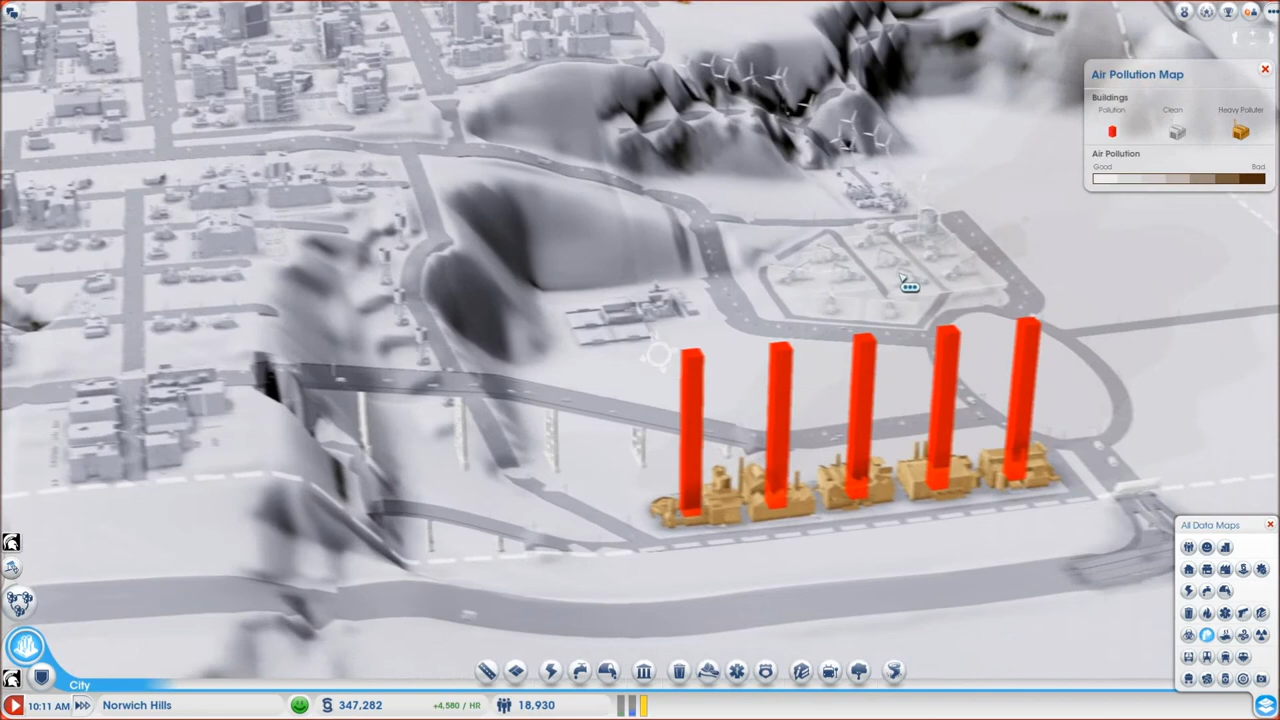 Air Pollution Map
Buildings
Pollution Clean Heavy Polluter
Air Pollution
Good Bad
All Data Maps
City
10:11 AM Norwich Hills 347,282 +4,580 / HR 18,930